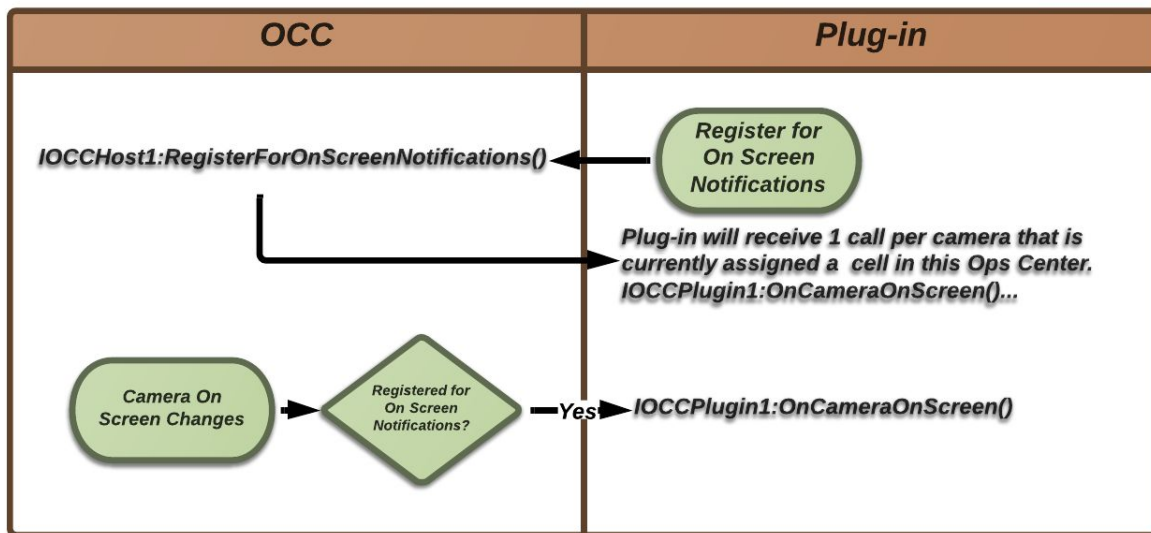 OCC
Plug-in
IOCCHost1:RegisterForOnScreenNotifications()
Register for
On Screen
Notifications
Plug-in will receive 1 call per camera that is
currently assigned a cell in this Ops Center.
IOCCPlugin1:OnCameraOnScreen()...
Camera On
Screen Changes
Registered for
On Screen
Notifications?
Yes
IOCCPlugin1:OnCameraOnScreen()